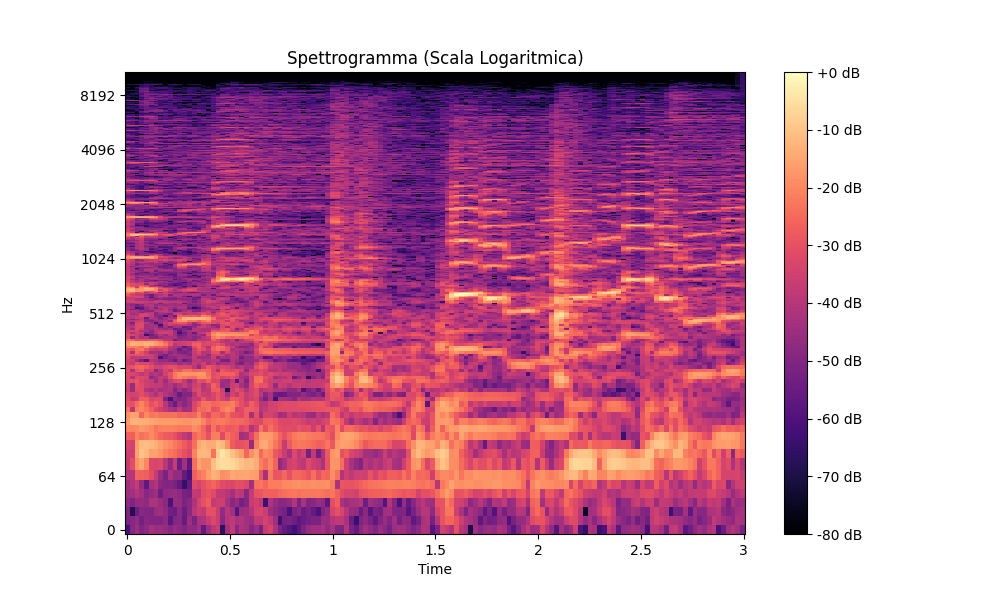 Spettrogramma (Scala Logaritmica)
Hz
8192
4096
2048
1024
512
256
128
64
0
0
0.5
1
1.5
2
2.5
3
Time
+0 dB
-10 dB
-20 dB
-30 dB
-40 dB
-50 dB
-60 dB
-70 dB
-80 dB